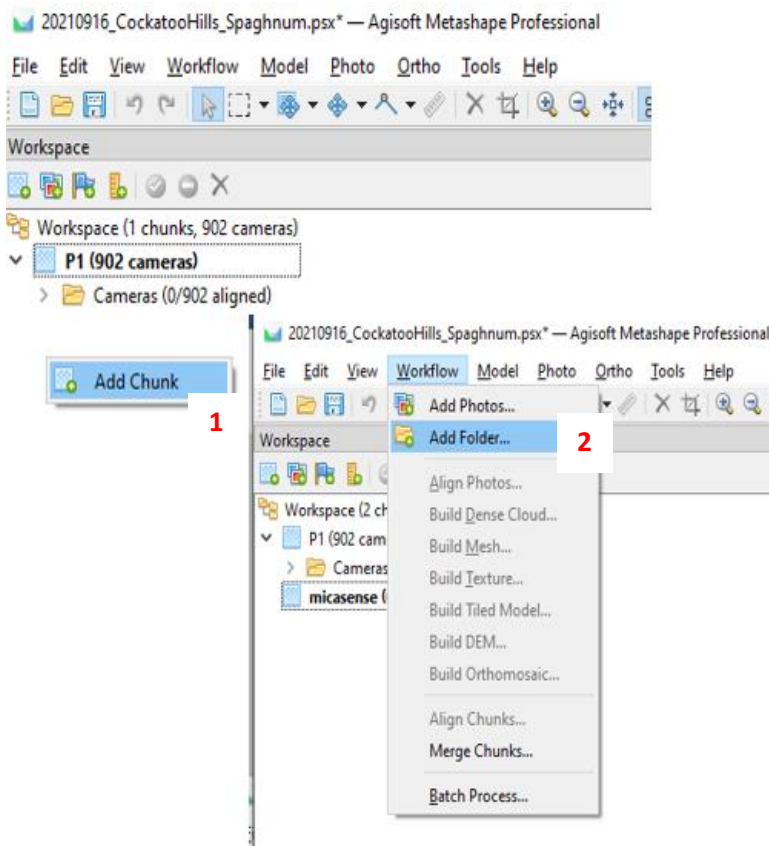 20210916_CockatooHills_Spaghnum.psx* — Agisoft Metashape Professional
File Edit View Workflow Model Photo Ortho Tools Help
Workspace
Workspace (1 chunks, 902 cameras)
P1 (902 cameras)
Cameras (0/902 aligned)
Add Chunk
1
20210916_CockatooHills_Spaghnum.psx* — Agisoft Metashape Professional
File Edit View Workflow Model Photo Ortho Tools Help
Workspace
Workspace (2 ch
P1 (902 cam
Cameras
micasense (
Add Photos...
Add Folder...
2
Align Photos...
Build Dense Cloud...
Build Mesh...
Build Texture...
Build Tiled Model...
Build DEM...
Build Orthomosaic...
Align Chunks...
Merge Chunks...
Batch Process...